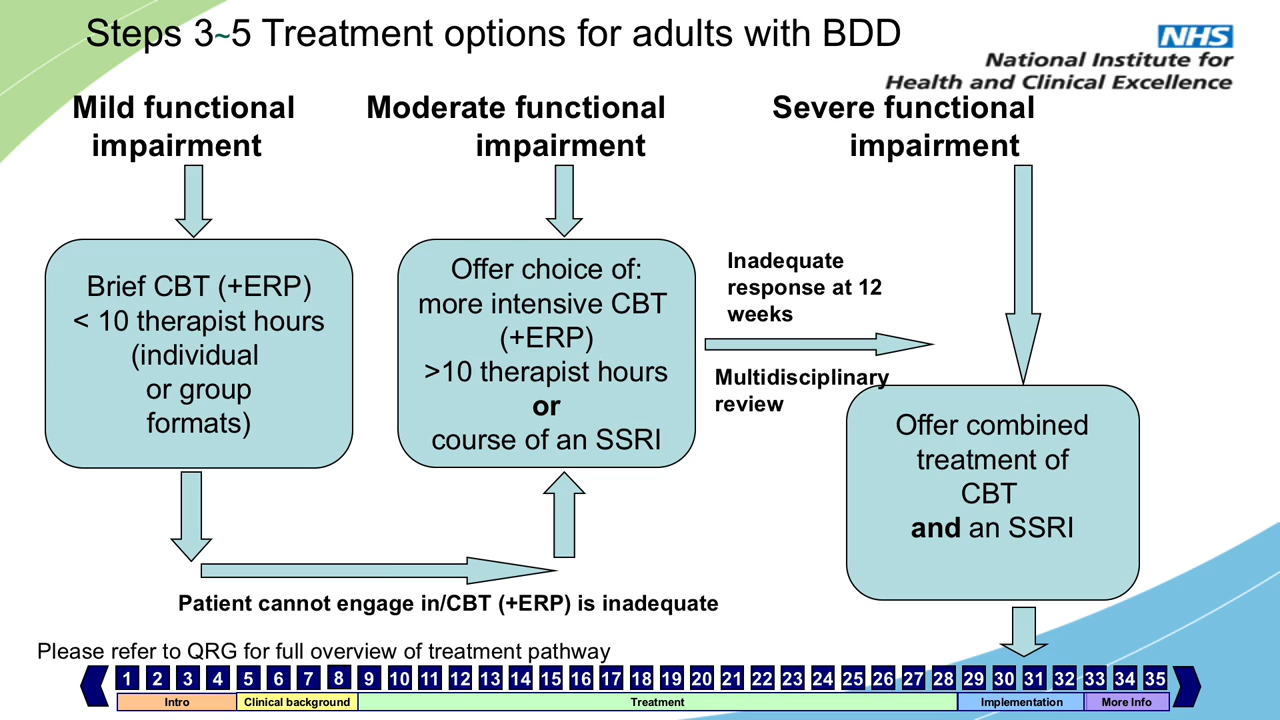 Steps 3~5 Treatment options for adults with BDD
NHS
National Institute for
Health and Clinical Excellence
Mild functional
impairment
Moderate functional
impairment
Severe functional
impairment
Brief CBT (+ERP)
< 10 therapist hours
(individual
or group
formats)
Offer choice of:
more intensive CBT
(+ERP)
>10 therapist hours
or
course of an SSRI
Inadequate
response at 12
weeks
Multidisciplinary
review
Offer combined
treatment of
CBT
and an SSRI
Patient cannot engage in/CBT (+ERP) is inadequate
Please refer to QRG for full overview of treatment pathway
1 2 3 4 5 6 7 8 9 10 11 12 13 14 15 16 17 18 19 20 21 22 23 24 25 26 27 28 29 30 31 32 33 34 35
Intro Clinical background Treatment Implementation More Info